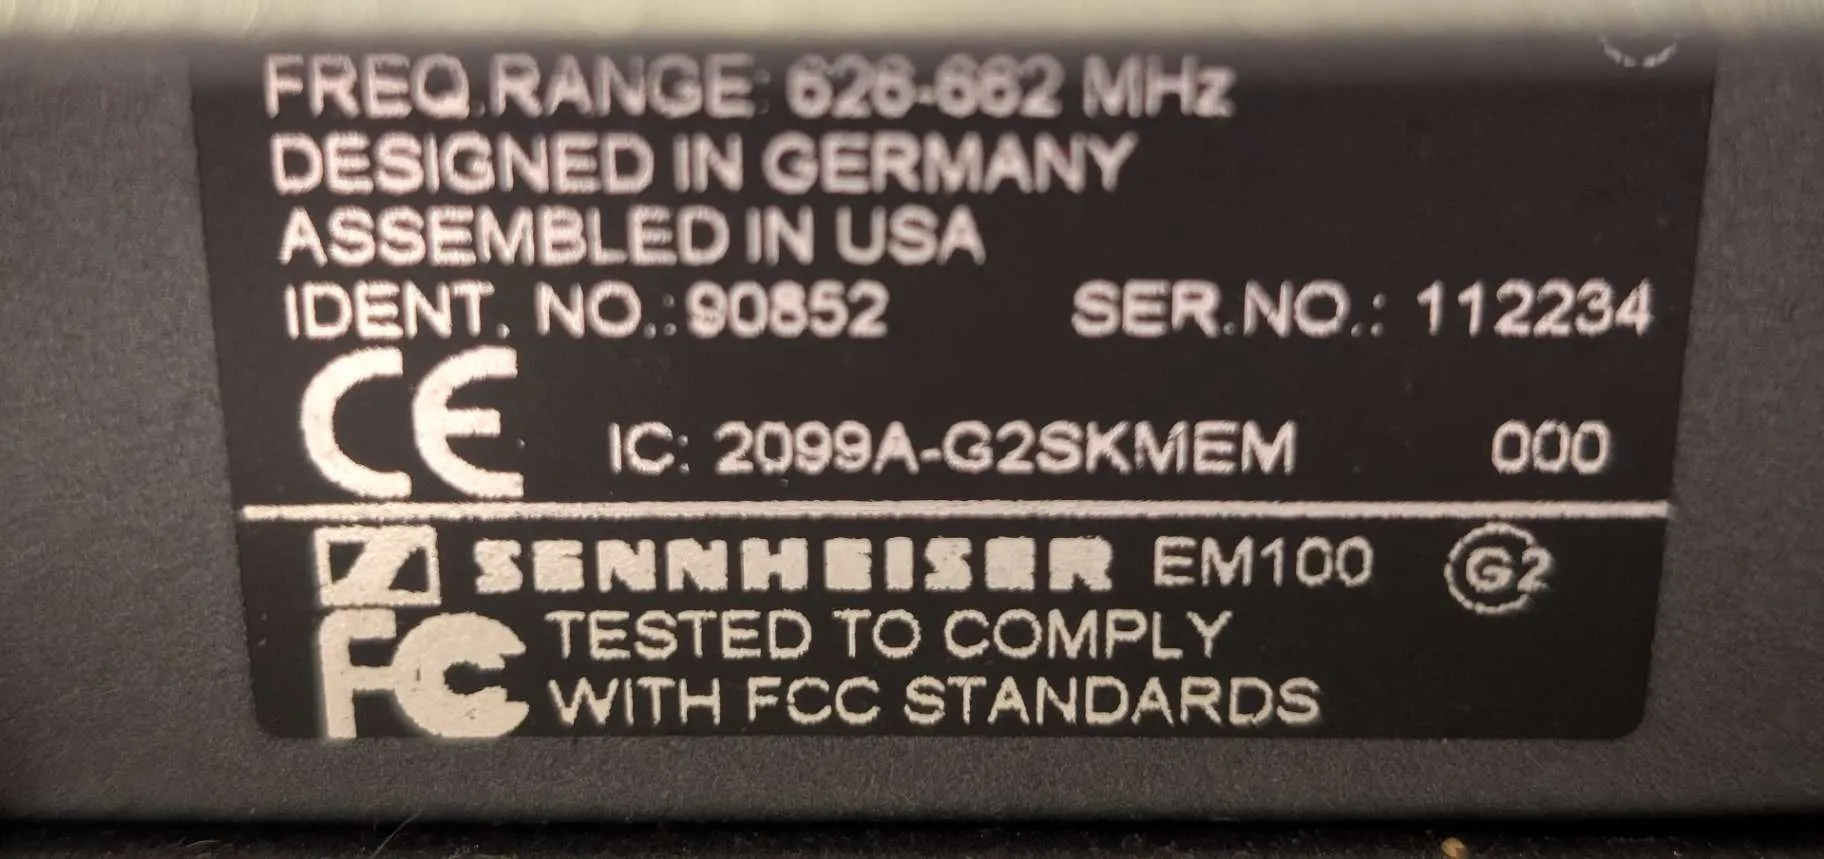 FREQ.RANGE: 626-662 MHz
DESIGNED IN GERMANY
ASSEMBLED IN USA
IDENT. NO.: 90852 SER.NO.: 112234
CE IC: 2099A-G2SKMEM 000
SENNHEISER EM100 G2
FC TESTED TO COMPLY
WITH FCC STANDARDS